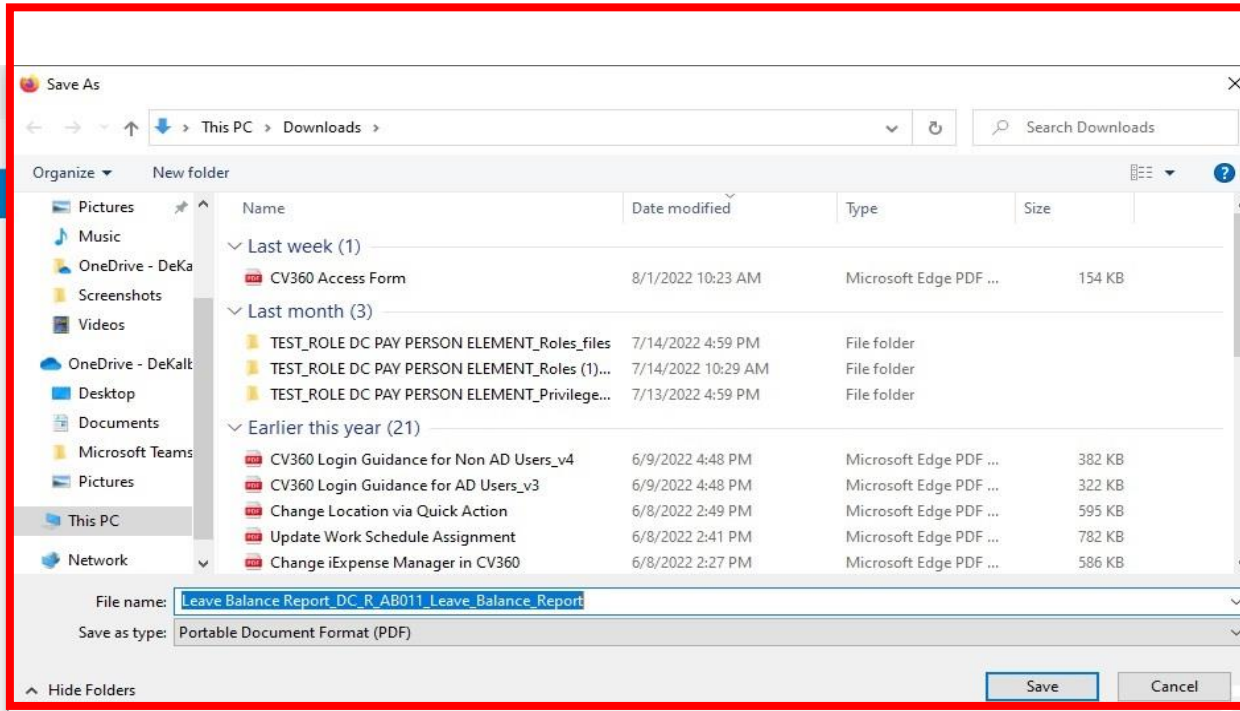 Save As
This PC > Downloads >
Search Downloads
Organize
New folder
Name Date modified Type Size
Pictures
Music
OneDrive - DeKa
Screenshots
Videos
OneDrive - DeKalb
Desktop
Documents
Microsoft Teams
Pictures
This PC
Network
Last week (1)
CV360 Access Form 8/1/2022 10:23 AM Microsoft Edge PDF ... 154 KB
Last month (3)
TEST_ROLE DC PAY PERSON ELEMENT_Roles_files 7/14/2022 4:59 PM File folder
TEST_ROLE DC PAY PERSON ELEMENT_Roles (1)... 7/14/2022 10:29 AM File folder
TEST_ROLE DC PAY PERSON ELEMENT_Privilege... 7/13/2022 4:59 PM File folder
Earlier this year (21)
CV360 Login Guidance for Non AD Users_v4 6/9/2022 4:48 PM Microsoft Edge PDF ... 382 KB
CV360 Login Guidance for AD Users_v3 6/9/2022 4:48 PM Microsoft Edge PDF ... 322 KB
Change Location via Quick Action 6/8/2022 2:49 PM Microsoft Edge PDF ... 595 KB
Update Work Schedule Assignment 6/8/2022 2:41 PM Microsoft Edge PDF ... 782 KB
Change iExpense Manager in CV360 6/8/2022 2:27 PM Microsoft Edge PDF ... 586 KB
File name: Leave Balance Report_DC_R_AB011_Leave_Balance_Report
Save as type: Portable Document Format (PDF)
Hide Folders
Save
Cancel